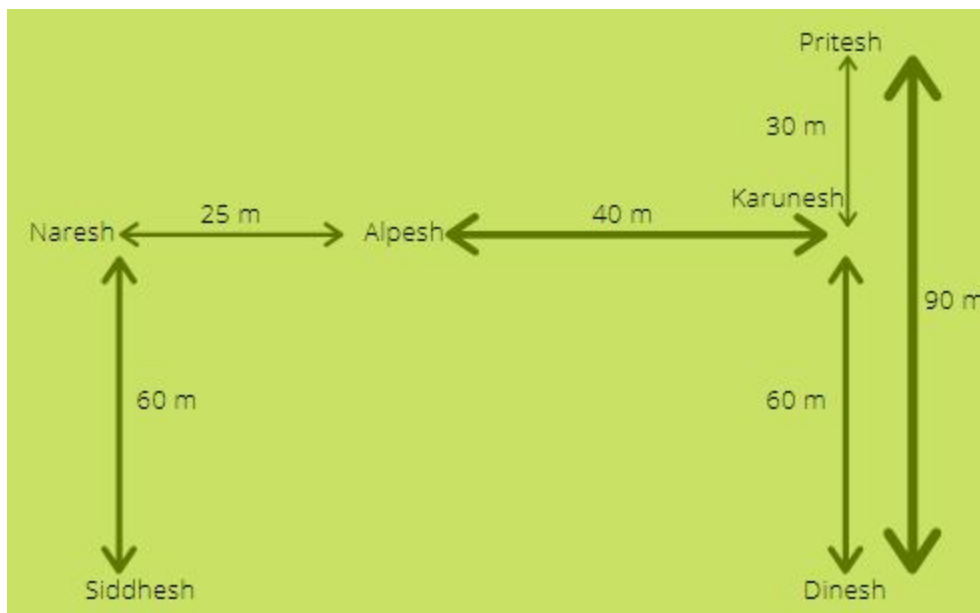 Pritesh
30 m
Karunesh
25 m
40 m
Naresh
Alpesh
90 m
60 m
60 m
Siddhesh
Dinesh